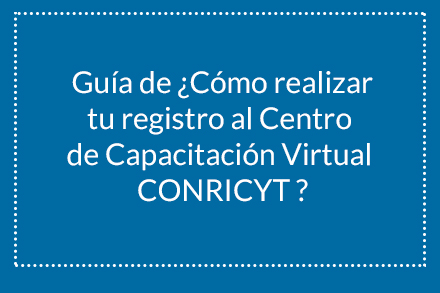 Guía de ¿Cómo realizar
tu registro al Centro
de Capacitación Virtual
CONRICYT ?